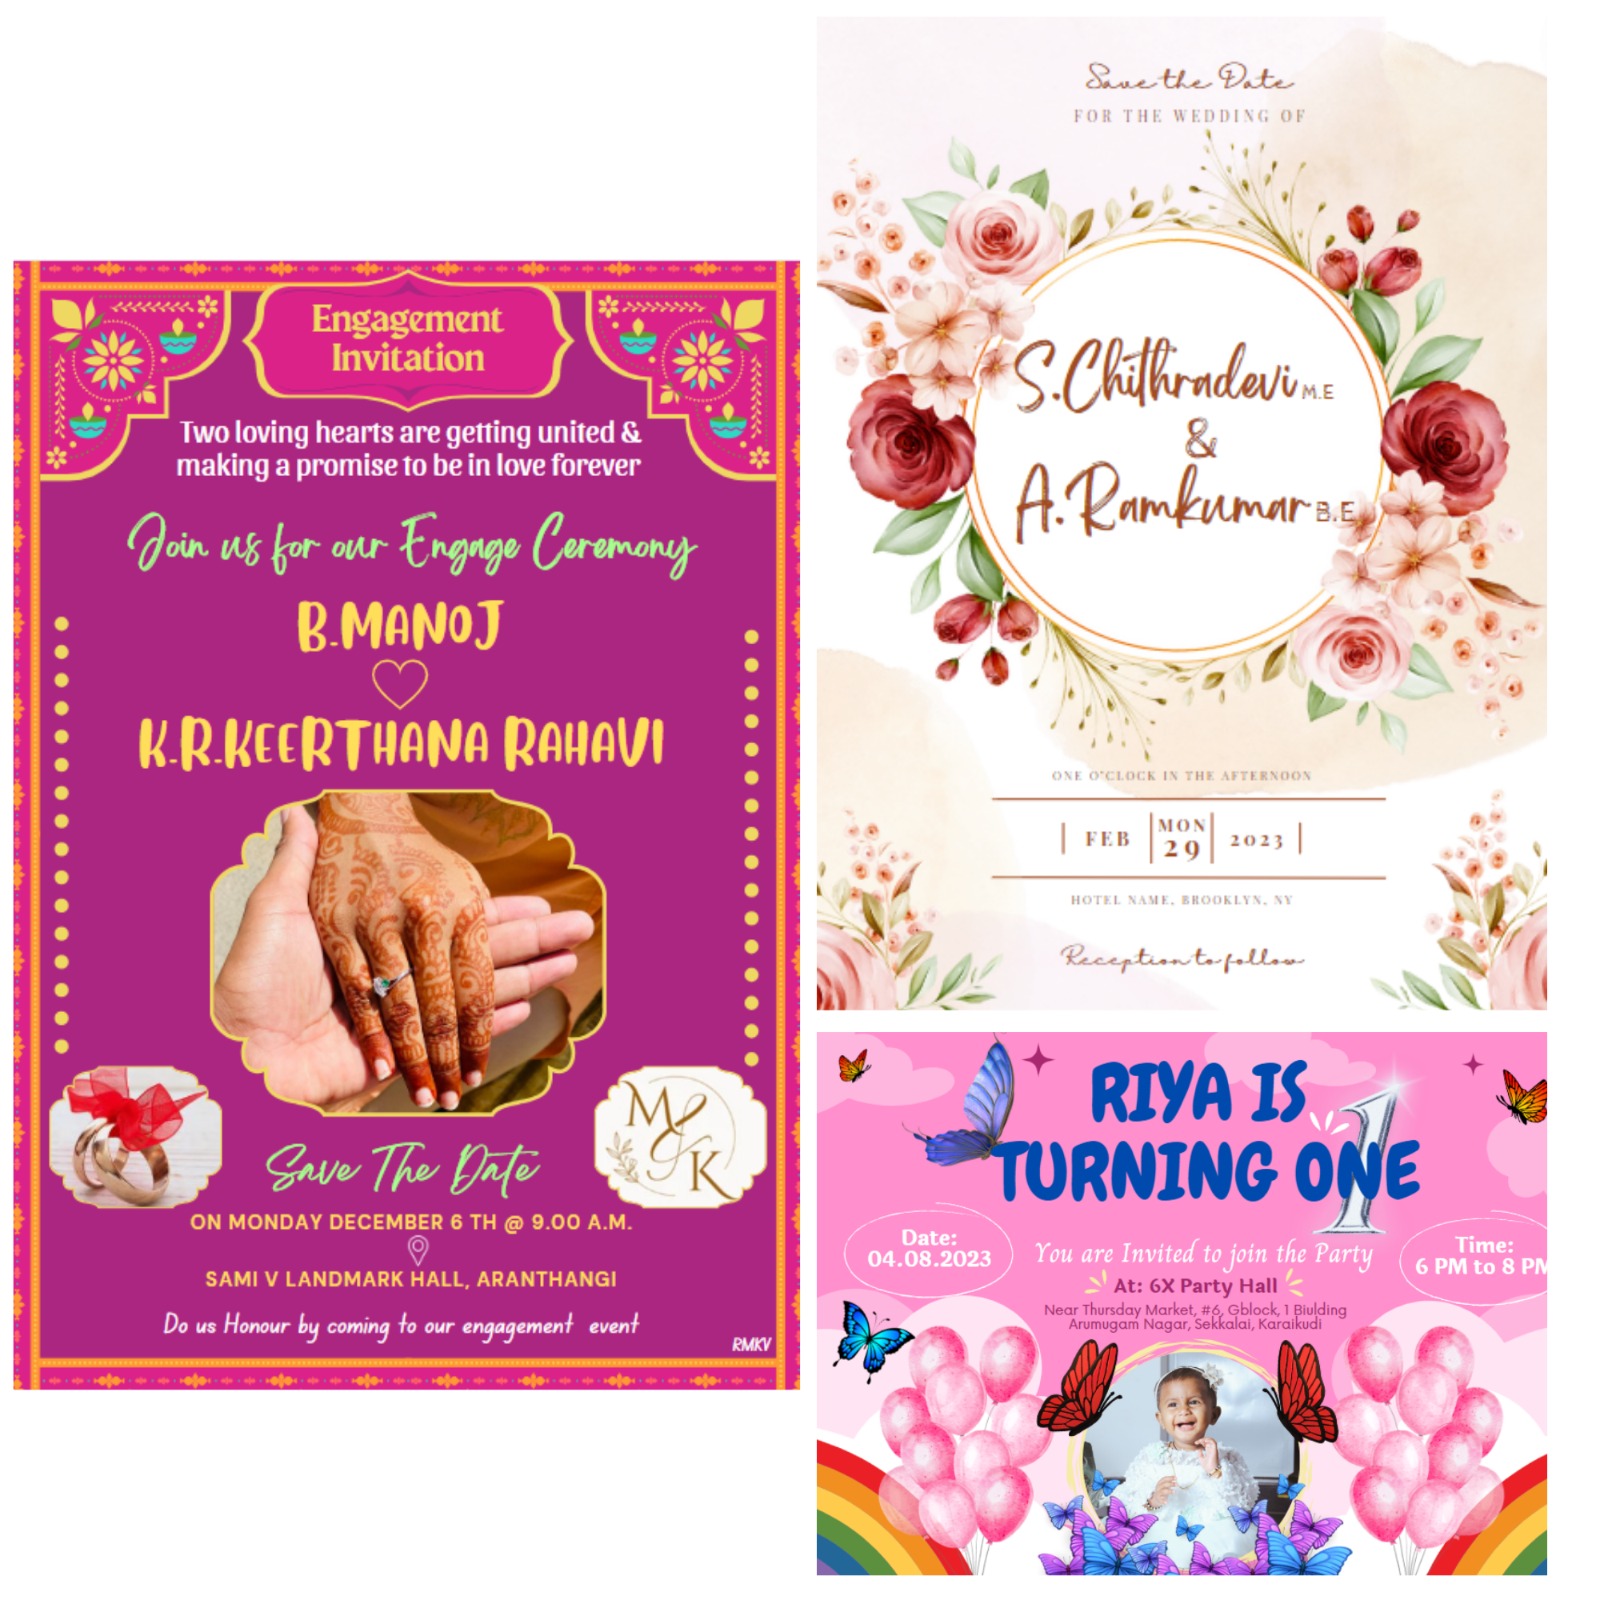 Engagement
Invitation
Two loving hearts are getting united &
making a promise to be in love forever
Join us for our Engage Ceremony
B.MANOJ
K.R.KEERTHANA RAHAVI
M&K
Save The Date
ON MONDAY DECEMBER 6 TH @ 9.00 A.M.
SAMI V LANDMARK HALL, ARANTHANGI
Do us Honour by coming to our engagement event
RMKV
Save the Date
FOR THE WEDDING OF
S.Chithradevi M.E
&
A.Ramkumar B.E
ONE O'CLOCK IN THE AFTERNOON
FEB MON 29 2023
HOTEL NAME, BROOKLYN, NY
Reception to follow
RIYA IS
TURNING ONE
1
Date:
04.08.2023
You are Invited to join the Party
Time:
6 PM to 8 PM
At: 6X Party Hall
Near Thursday Market, #6, Gblock, 1 Biulding
Arumugam Nagar, Sekkalai, Karaikudi